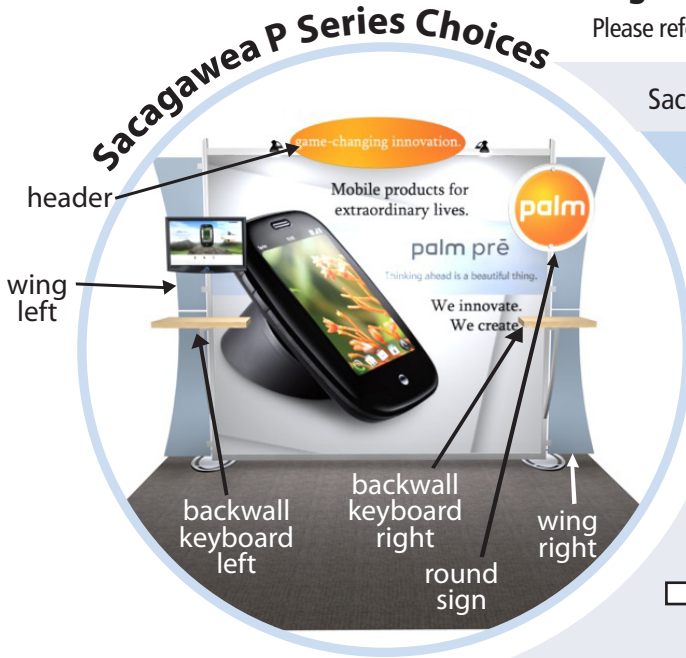 Sacagawea P Series Choices
Please refe
Sac
game-changing innovation.
header
Mobile products for
extraordinary lives.
palm
palm prē
Thinking ahead is a beautiful thing.
wing
left
We innovate.
We create
backwall
keyboard
left
backwall
keyboard
right
wing
right
round
sign